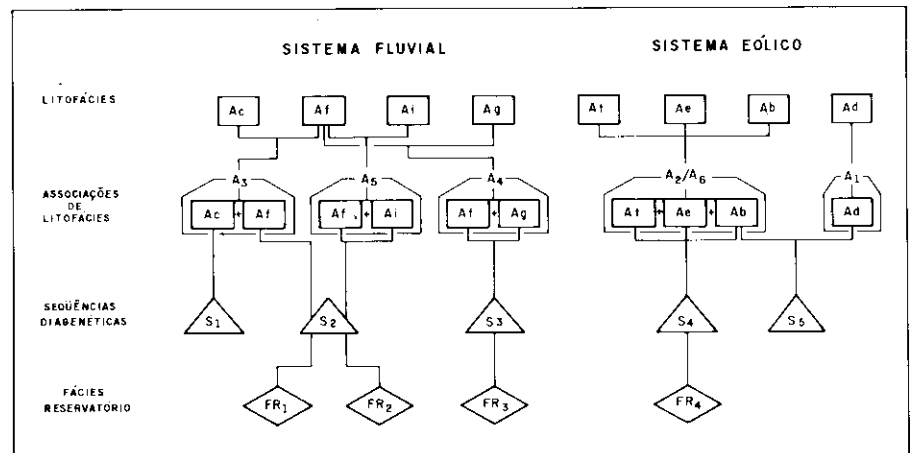 SISTEMA FLUVIAL SISTEMA EÓLICO
LITOFÁCIES Ac Af Ai Ag At Ae Ab Ad
A3 A5 A4 A2/A6 A1
ASSOCIAÇÕES
DE
LITOFÁCIES
Ac + Af Af + Ai Af + Ag At + Ae + Ab Ad
SEQÜÊNCIAS
DIAGENÉTICAS
S1 S2 S3 S4 S5
FÁCIES
RESERVATÓRIO
FR1 FR2 FR3 FR4